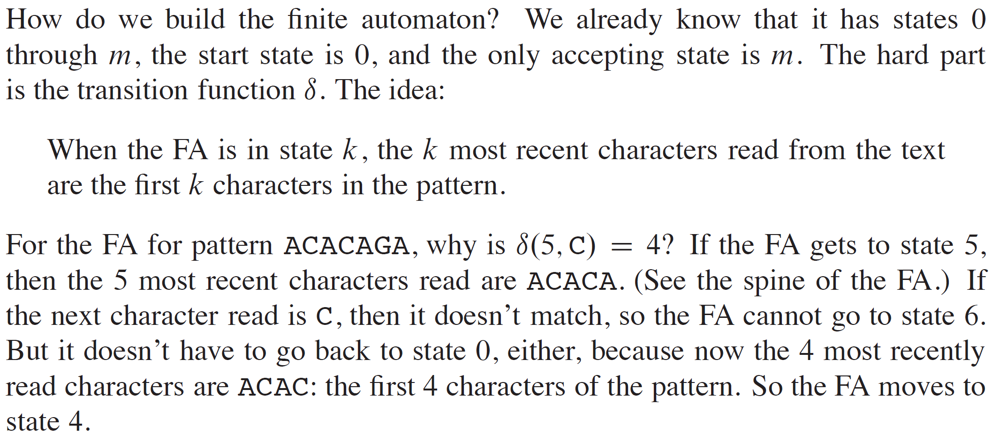 How do we build the finite automaton? We already know that it has states 0
through m, the start state is 0, and the only accepting state is m. The hard part
is the transition function δ. The idea:
When the FA is in state k, the k most recent characters read from the text
are the first k characters in the pattern.
For the FA for pattern ACACAGA, why is δ(5, C) = 4? If the FA gets to state 5,
then the 5 most recent characters read are ACACA. (See the spine of the FA.) If
the next character read is C, then it doesn’t match, so the FA cannot go to state 6.
But it doesn’t have to go back to state 0, either, because now the 4 most recently
read characters are ACAC: the first 4 characters of the pattern. So the FA moves to
state 4.